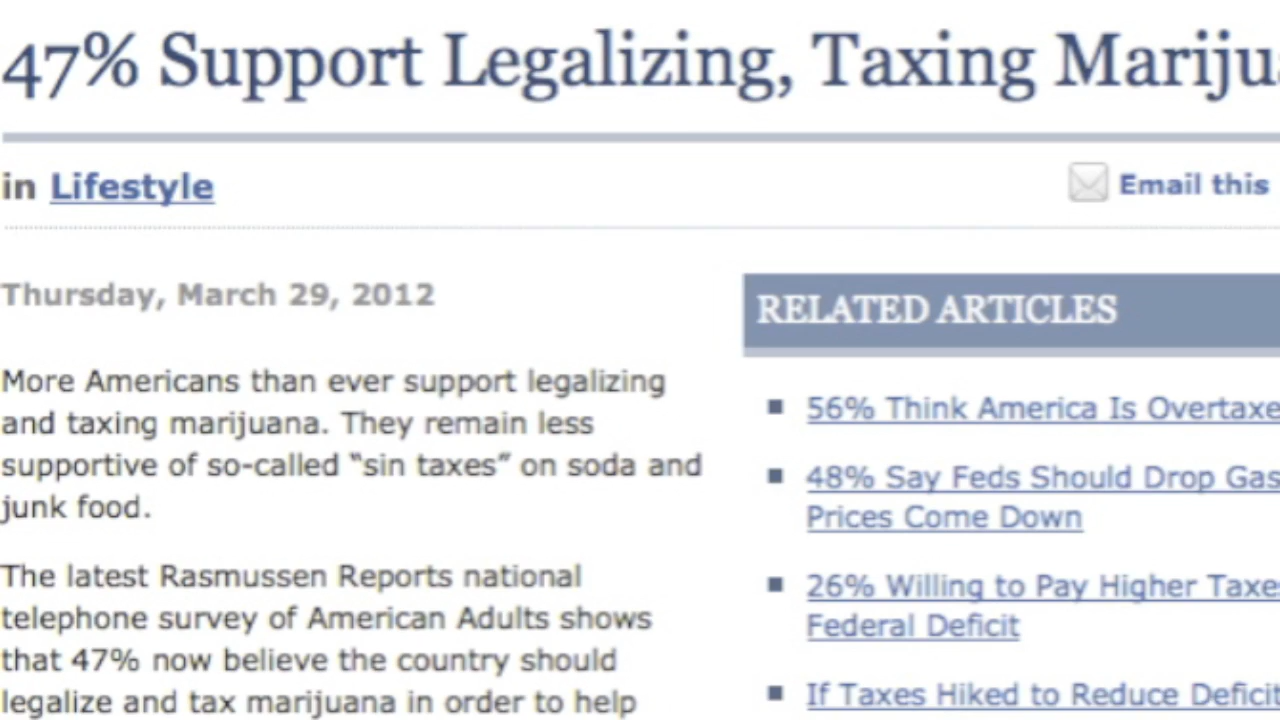 47% Support Legalizing, Taxing
in Lifestyle
Email this
Thursday, March 29, 2012
More Americans than ever support legalizing
and taxing marijuana. They remain less
supportive of so-called “sin taxes” on soda and
junk food.
The latest Rasmussen Reports national
telephone survey of American Adults shows
that 47% now believe the country should
legalize and tax marijuana in order to help
RELATED ARTICLES
56% Think America Is
48% Say Feds Should Drop Gas
Prices Come Down
26% Willing to Pay Higher Taxes
Federal Deficit
If Taxes Hiked to Reduce Deficit